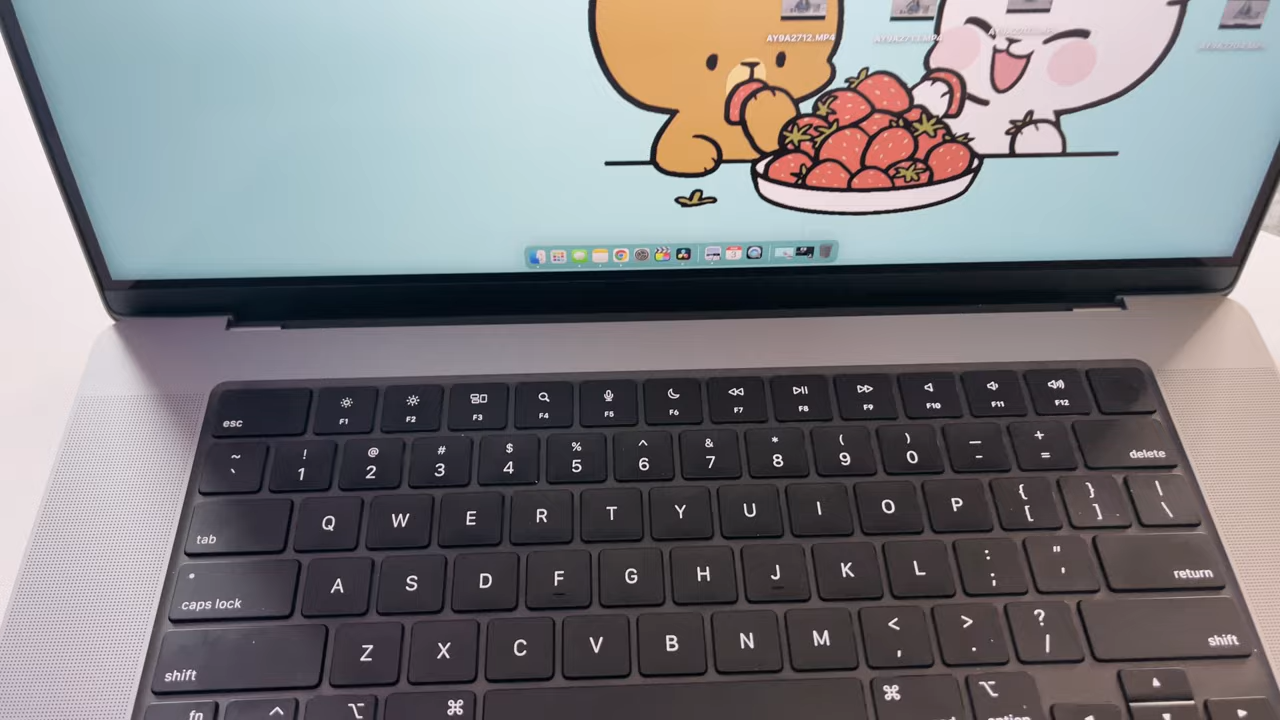 AY9A2712.MP4
esc F1 F2 F3 F4 F5 F6 F7 F8 F9 F10 F11 F12
~ ! @ # $ % ^ & * ( ) — +
` 1 2 3 4 5 6 7 8 9 0 - = delete
tab Q W E R T Y U I O P { [ } ] | \
caps lock A S D F G H J K L : ; " ' return
shift Z X C V B N M < , > . ? / shift
fn ^ ⌥ ⌘ ⌘ ⌥ option